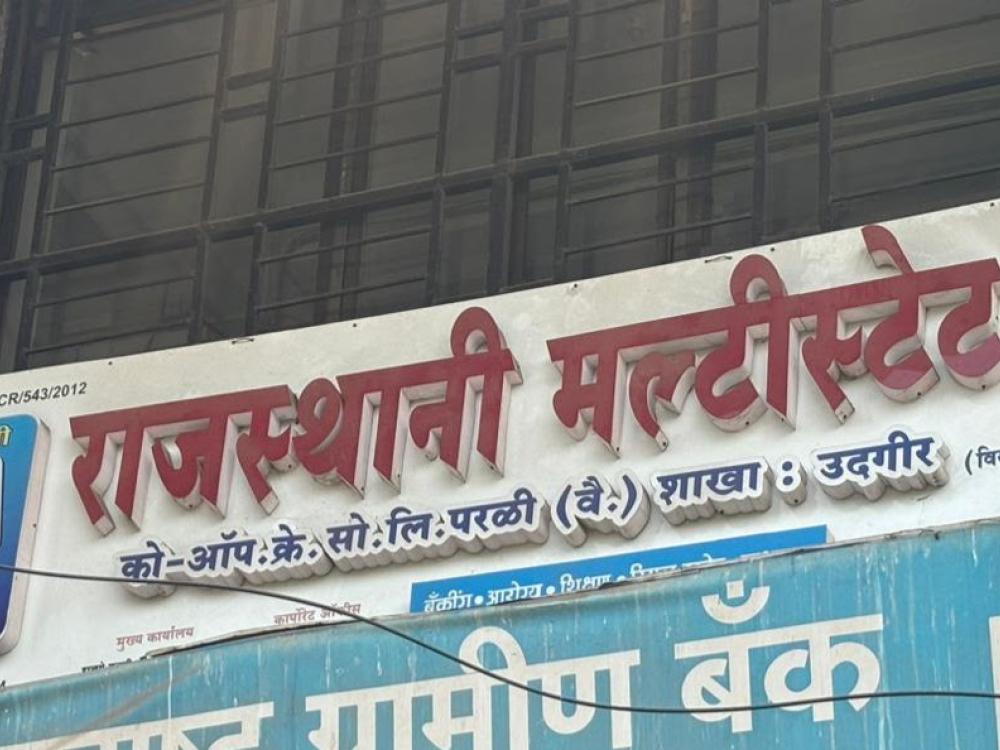 CR/543/2012
राजस्थानी मल्टीस्टेट
को-ऑप.क्रे. सो.लि.परळी (वै.) शाखा : उदगीर
बँकींग • आरोग्य • शिक्षण •
कार्पोरेट ऑफीस
मुख्य कार्यालय
ग्रामीण बँक